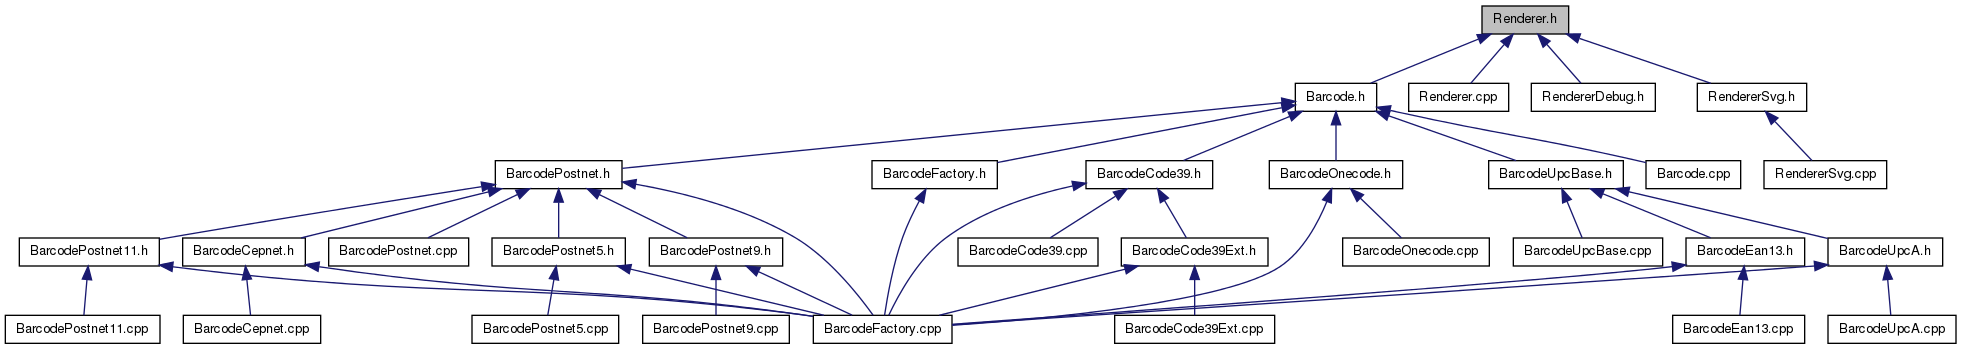 Renderer.h
Barcode.h
Renderer.cpp
RendererDebug.h
RendererSvg.h
BarcodePostnet.h
BarcodeFactory.h
BarcodeCode39.h
BarcodeOnecode.h
BarcodeUpcBase.h
Barcode.cpp
RendererSvg.cpp
BarcodePostnet11.h
BarcodeCepnet.h
BarcodePostnet.cpp
BarcodePostnet5.h
BarcodePostnet9.h
BarcodeCode39.cpp
BarcodeCode39Ext.h
BarcodeOnecode.cpp
BarcodeUpcBase.cpp
BarcodeEan13.h
BarcodeUpcA.h
BarcodePostnet11.cpp
BarcodeCepnet.cpp
BarcodePostnet5.cpp
BarcodePostnet9.cpp
BarcodeFactory.cpp
BarcodeCode39Ext.cpp
BarcodeEan13.cpp
BarcodeUpcA.cpp